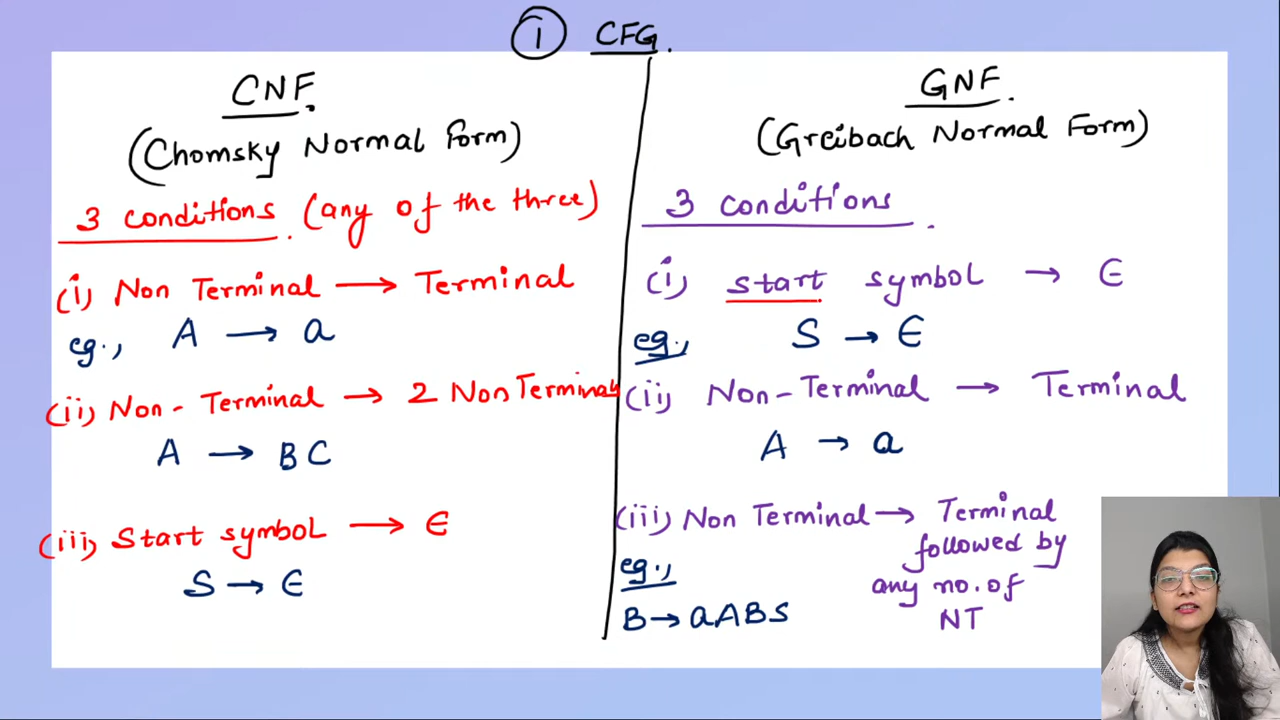 ① CFG.
CNF.
(Chomsky Normal Form)
3 conditions. (any of the three)
(i) Non Terminal → Terminal
eg., A → a
(ii) Non-Terminal → 2 Non Terminals
A → BC
(iii) Start symbol → ∈
S → ∈
GNF.
(Greibach Normal Form)
3 conditions.
(i) start symbol → ∈
eg., S → ∈
(ii) Non-Terminal → Terminal
A → a
(iii) Non Terminal → Terminal
followed by
any no. of
NT
eg.,
B → aABS